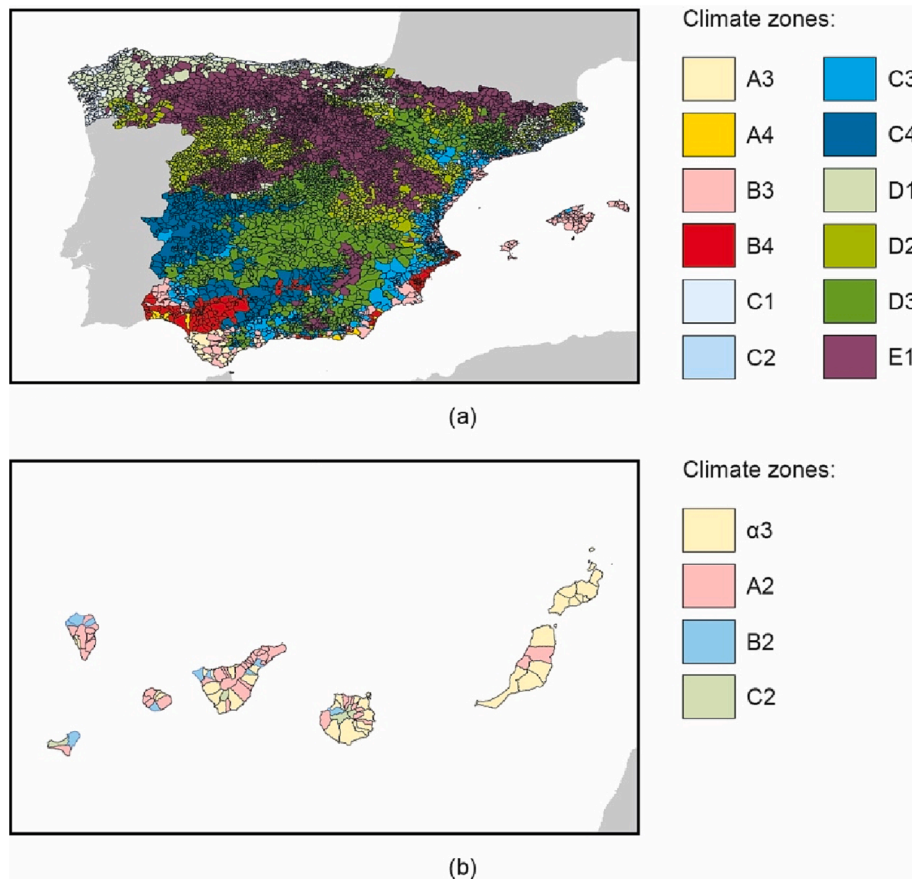 Climate zones:
A3
C3
A4
C4
B3
D1
B4
D2
C1
D3
C2
E1
(a)
Climate zones:
α3
A2
B2
C2
(b)